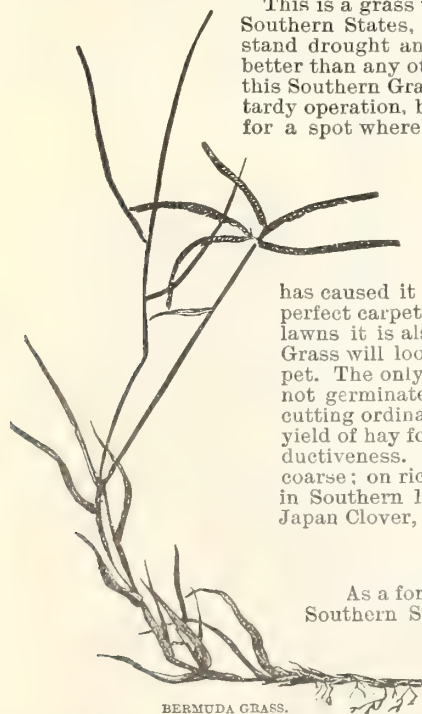 This is a grass
Southern States,
stand drought an
better than any ot
this Southern Gra
tardy operation, b
for a spot where
has caused it
perfect carpet
lawns it is als
Grass will loo
pet. The only
not germinate
cutting ordina
yield of hay fo
ductiveness.
coarse; on ric
in Southern l
Japan Clover,
As a for
Southern S
BERMUDA GRASS.